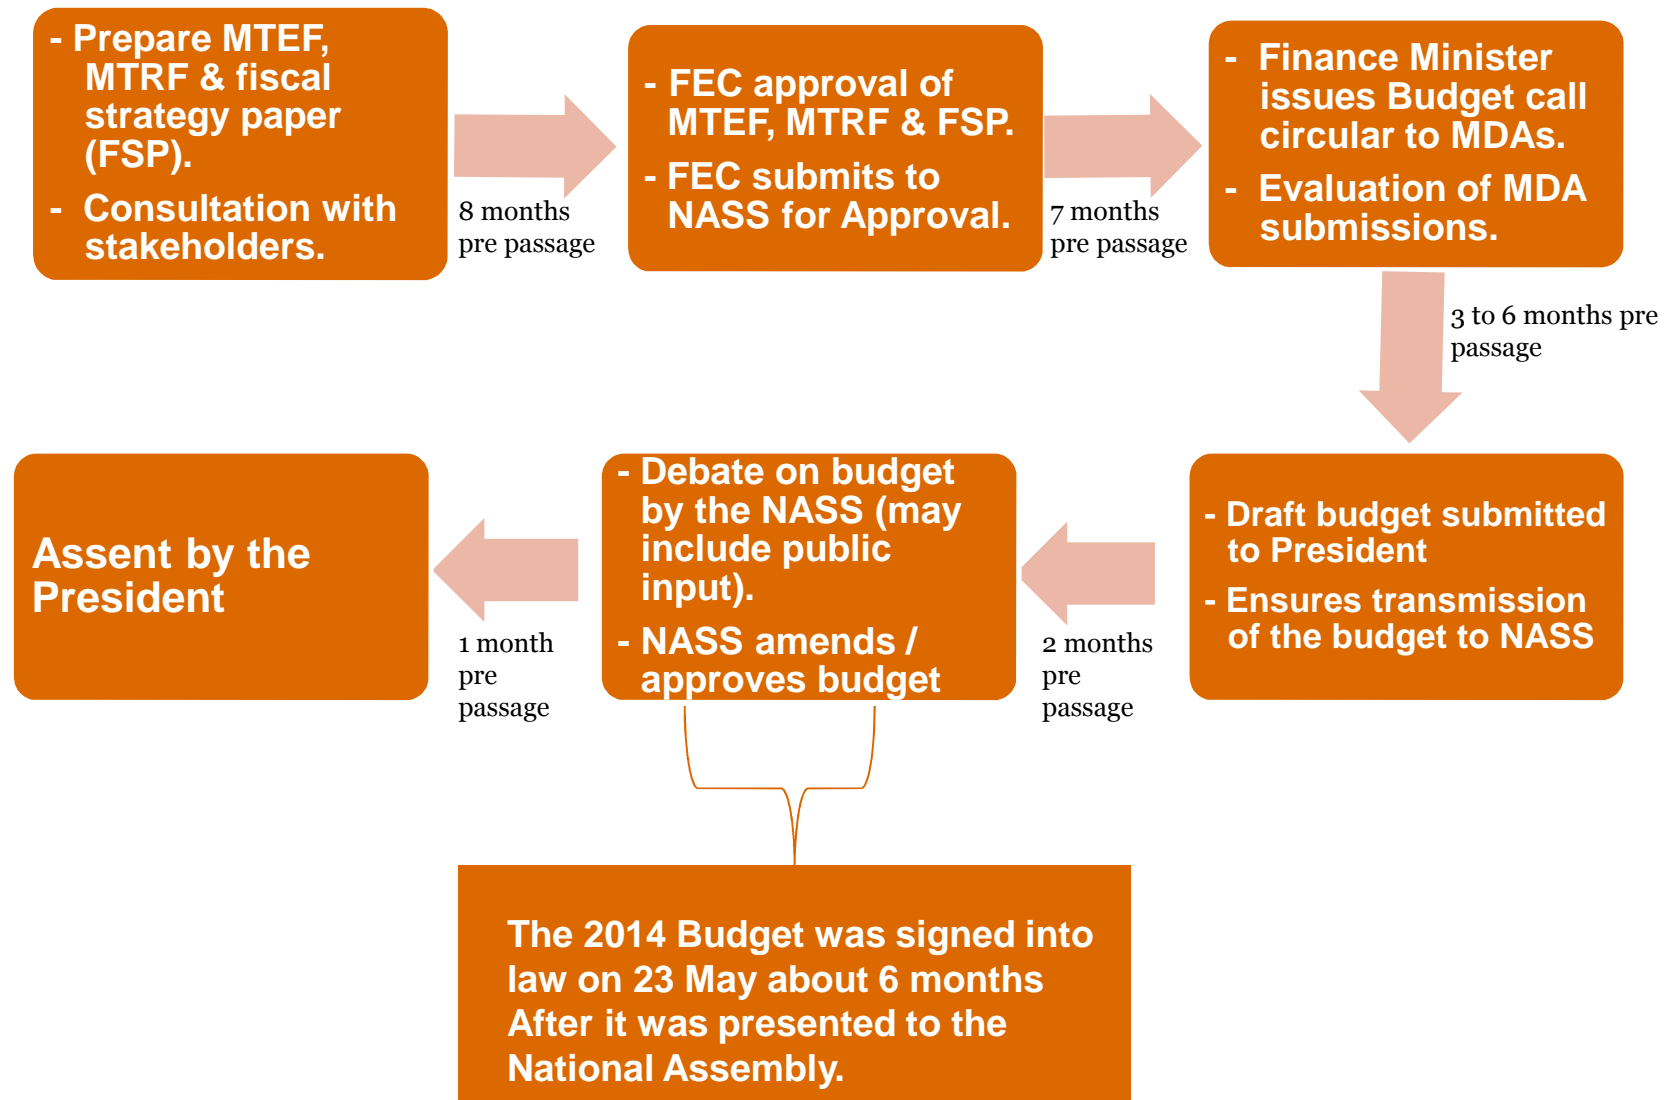 - Prepare MTEF,
MTRF & fiscal
strategy paper
(FSP).
- Consultation with
stakeholders.
8 months
pre passage
- FEC approval of
MTEF, MTRF & FSP.
- FEC submits to
NASS for Approval.
7 months
pre passage
- Finance Minister
issues Budget call
circular to MDAs.
- Evaluation of MDA
submissions.
3 to 6 months pre
passage
- Draft budget submitted
to President
- Ensures transmission
of the budget to NASS
2 months
pre
passage
- Debate on budget
by the NASS (may
include public
input).
- NASS amends /
approves budget
1 month
pre
passage
Assent by the
President
The 2014 Budget was signed into
law on 23 May about 6 months
After it was presented to the
National Assembly.